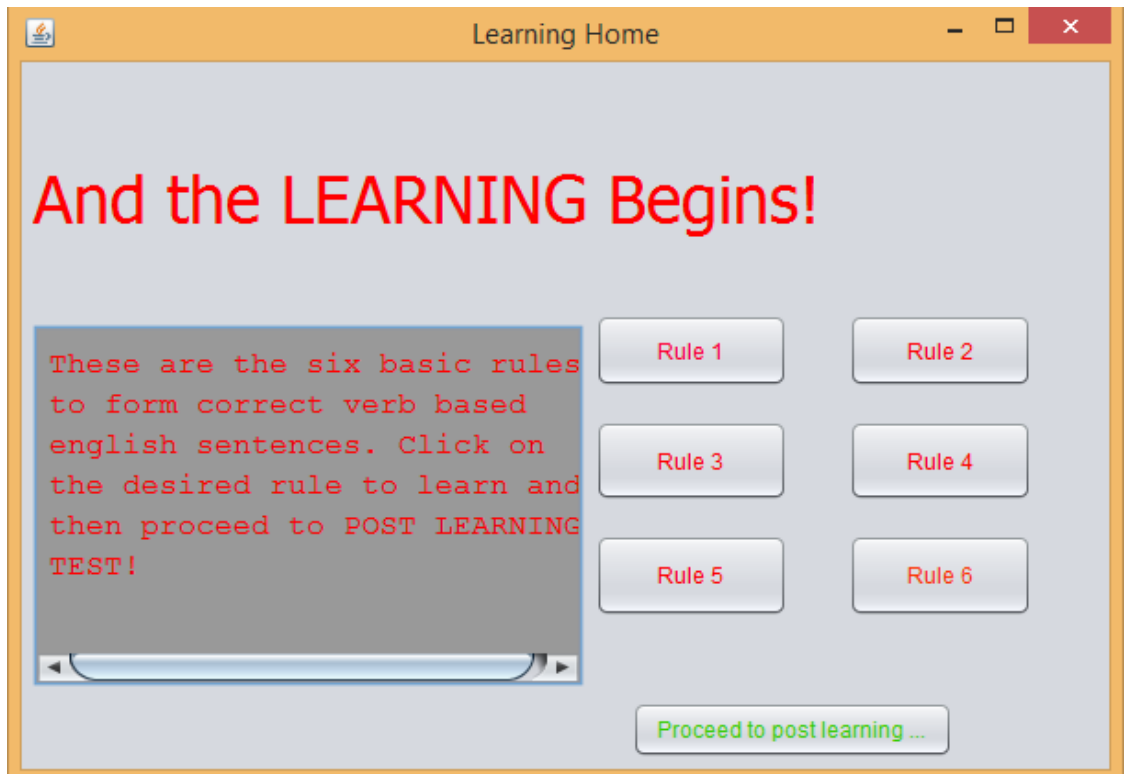 Learning Home
And the LEARNING Begins!
These are the six basic rules
to form correct verb based
english sentences. Click on
the desired rule to learn and
then proceed to POST LEARNING
TEST!
Rule 1
Rule 2
Rule 3
Rule 4
Rule 5
Rule 6
Proceed to post learning ...